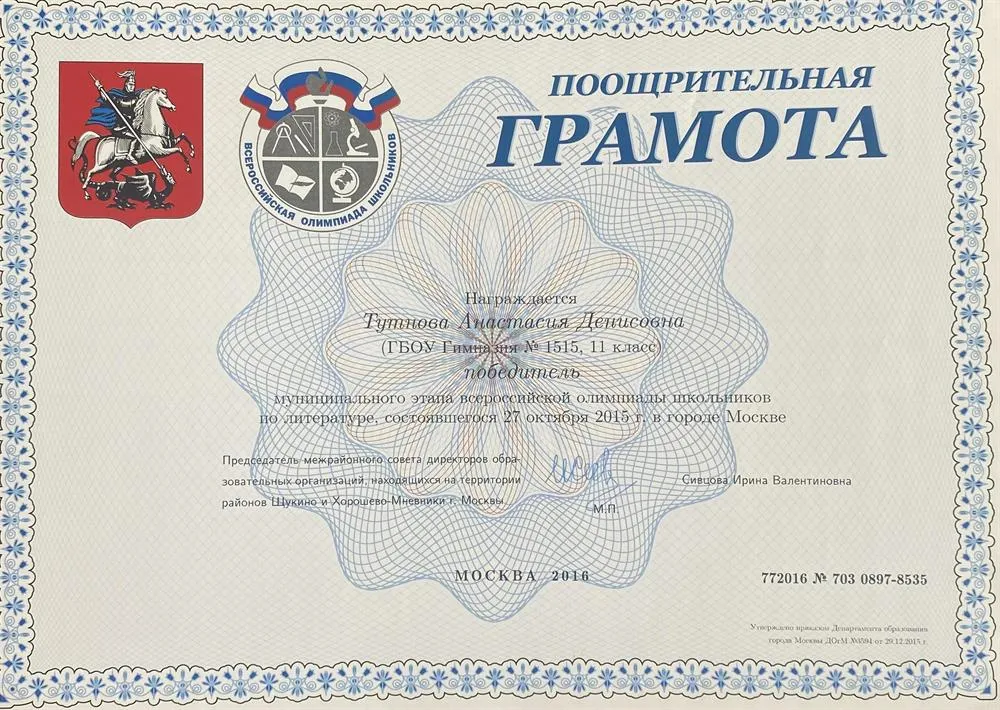 ВСЕРОССИЙСКАЯ ОЛИМПИАДА ШКОЛЬНИКОВ
ПООЩРИТЕЛЬНАЯ
ГРАМОТА
Награждается
Тутнова Анастасия Денисовна
(ГБОУ Гимназия № 1515, 11 класс)
победитель
муниципального этапа всероссийской олимпиады школьников
по литературе, состоявшегося 27 октября 2015 г. в городе Москве
Председатель межрайонного совета директоров обра-
зовательных организаций, находящихся на территории
районов Щукино и Хорошево-Мневники г. Москвы
Сивцова Ирина Валентиновна
М.П.
МОСКВА 2016
772016 № 703 0897-8535
Утверждено приказом Департамента образования
города Москвы ДОгМ №3594 от 29.12.2015 г.